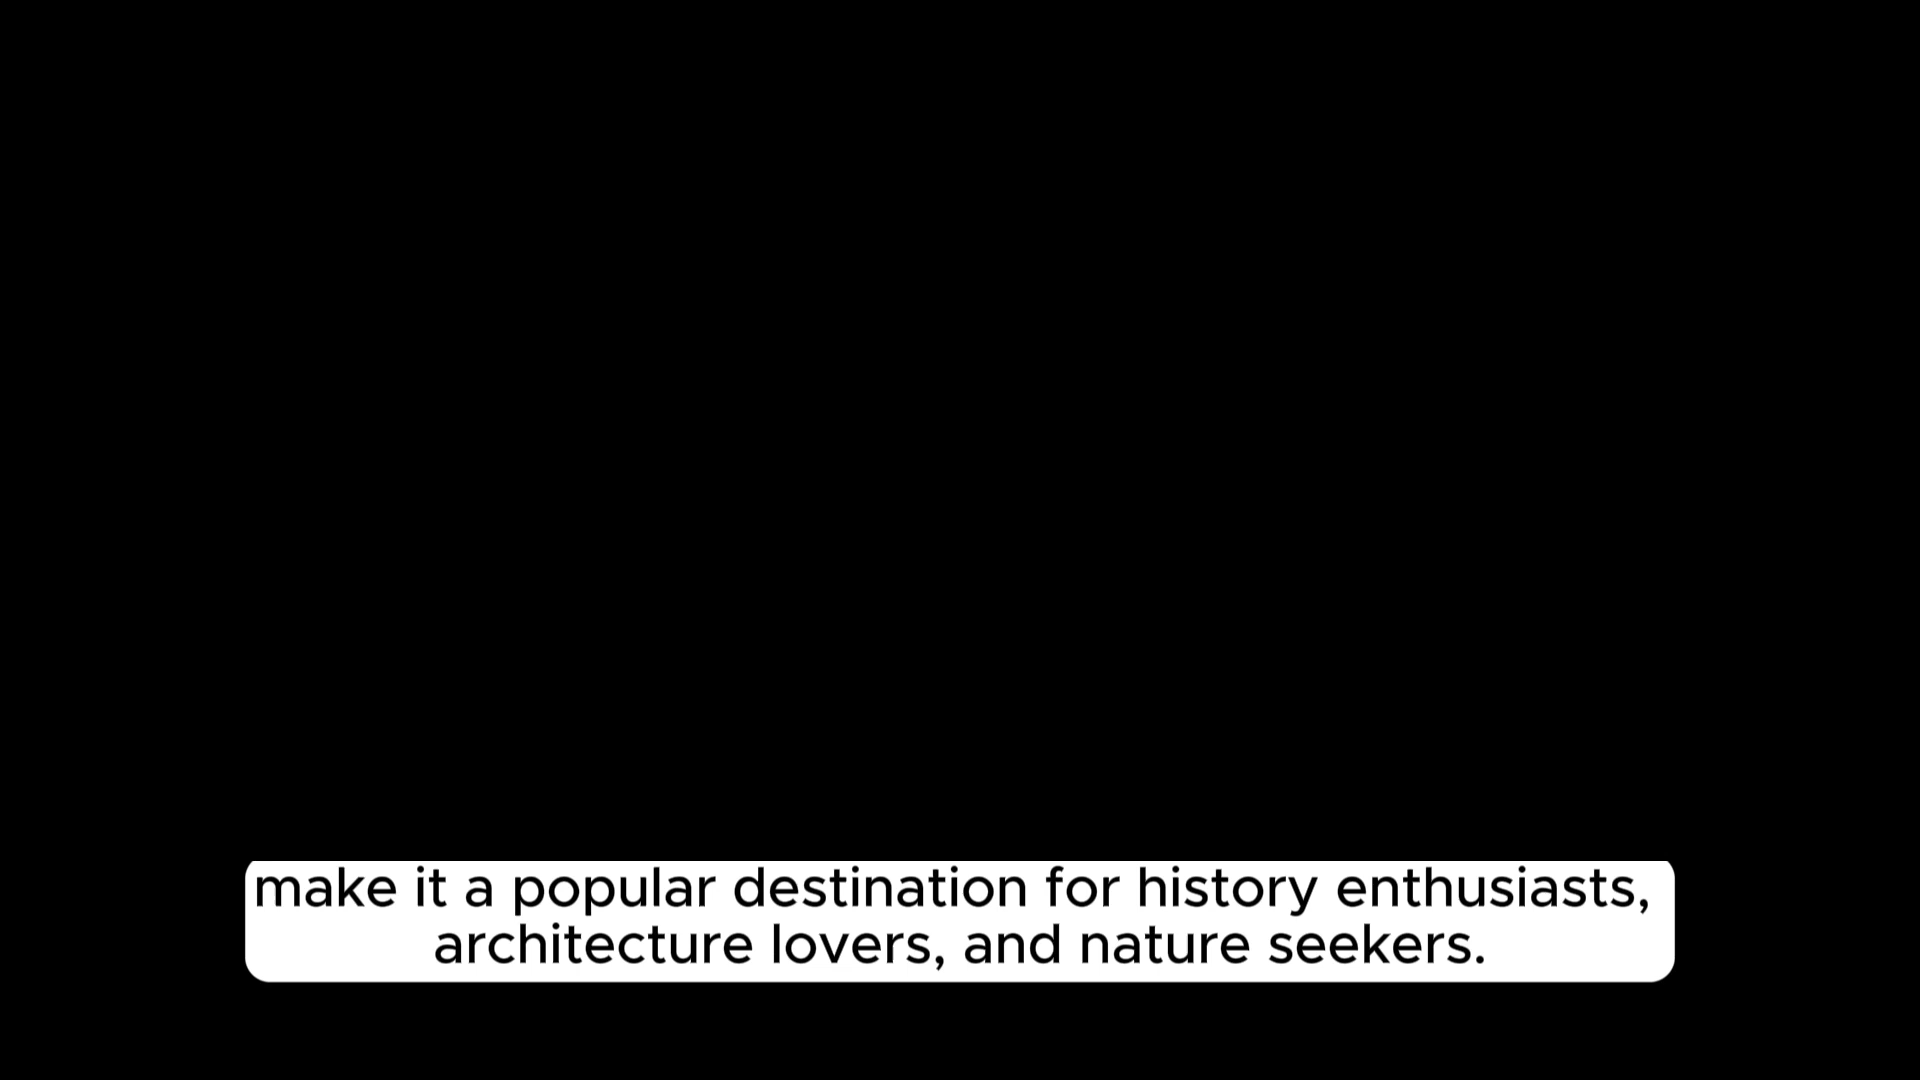 make it a popular destination for history enthusiasts,
architecture lovers, and nature seekers.